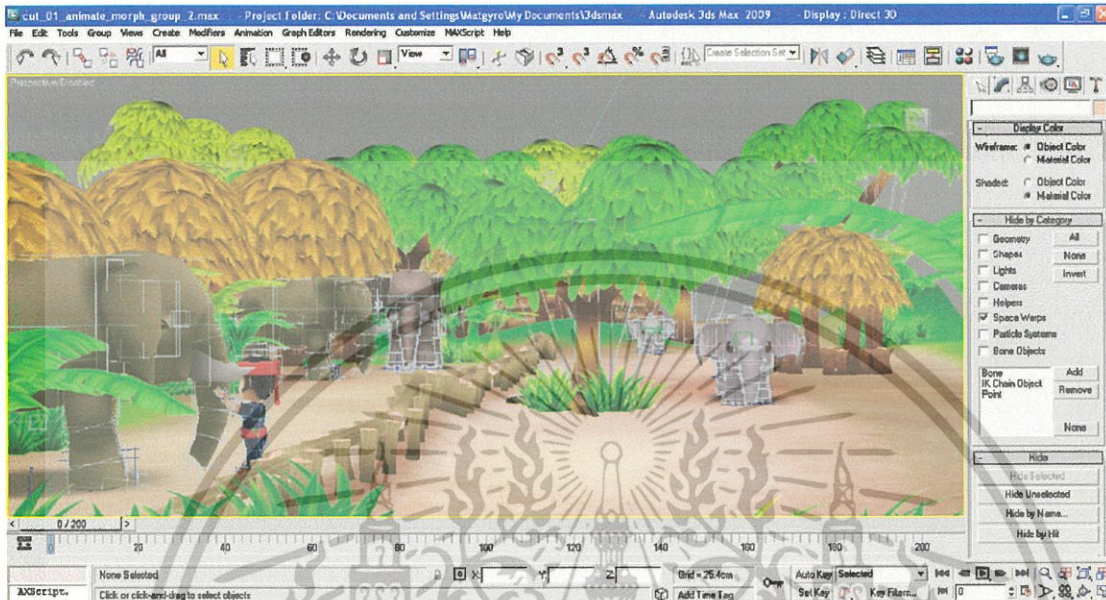 cut_01_animate_morph_group_2.max - Project Folder: C:\Documents and Settings\Matgyro\My Documents\3dsmax - Autodesk 3ds Max 2009 - Display : Direct 3D
File Edit Tools Group Views Create Modifiers Animation Graph Editors Rendering Customize MAXScript Help
All View Create Selection Set
Perspective Disabled
Display Color
Wireframe: Object Color
Material Color
Shaded: Object Color
Material Color
Hide by Category
Geometry All
Shapes None
Lights Invert
Cameras
Helpers
Space Warps
Particle Systems
Bone Objects
Bone Add
IK Chain Object Remove
Point
None
Hide
Hide Selected
Hide Unselected
Hide by Name...
Hide by Hit
0 / 200
0 20 40 60 80 100 120 140 160 180 200
None Selected X: Y: Z: Grid = 25.4cm Auto Key Selected
AXScript. Click or click-and-drag to select objects Add Time Tag Set Key Key Filters... 0